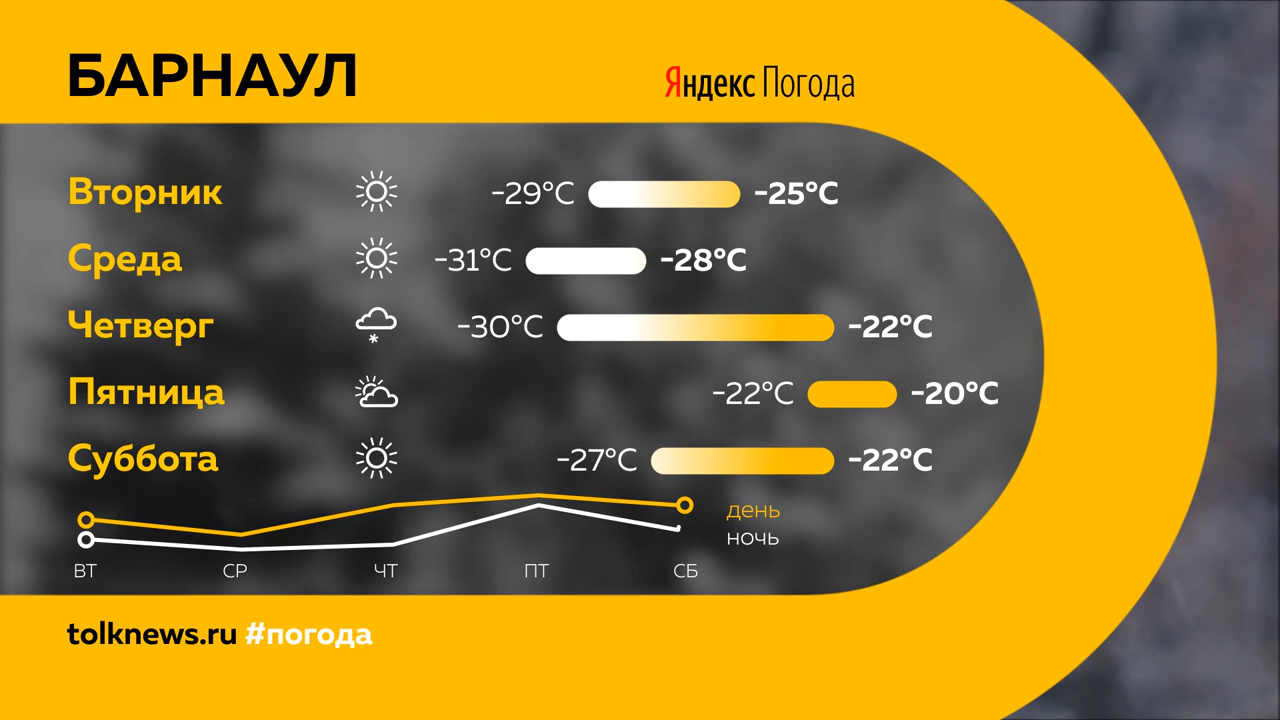 БАРНАУЛ
Яндекс Погода
Вторник -29°C -25°C
Среда -31°C -28°C
Четверг -30°C -22°C
Пятница -22°C -20°C
Суббота -27°C -22°C
день
ночь
ВТ СР ЧТ ПТ СБ
tolknews.ru #погода